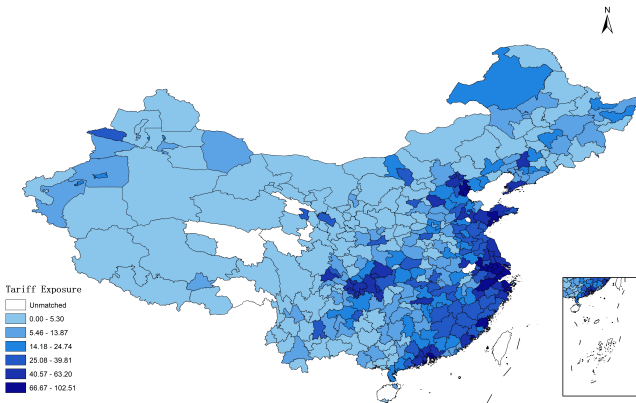 N
Tariff Exposure
Unmatched
0.00 - 5.30
5.46 - 13.87
14.18 - 24.74
25.08 - 39.81
40.57 - 63.20
66.67 - 102.51